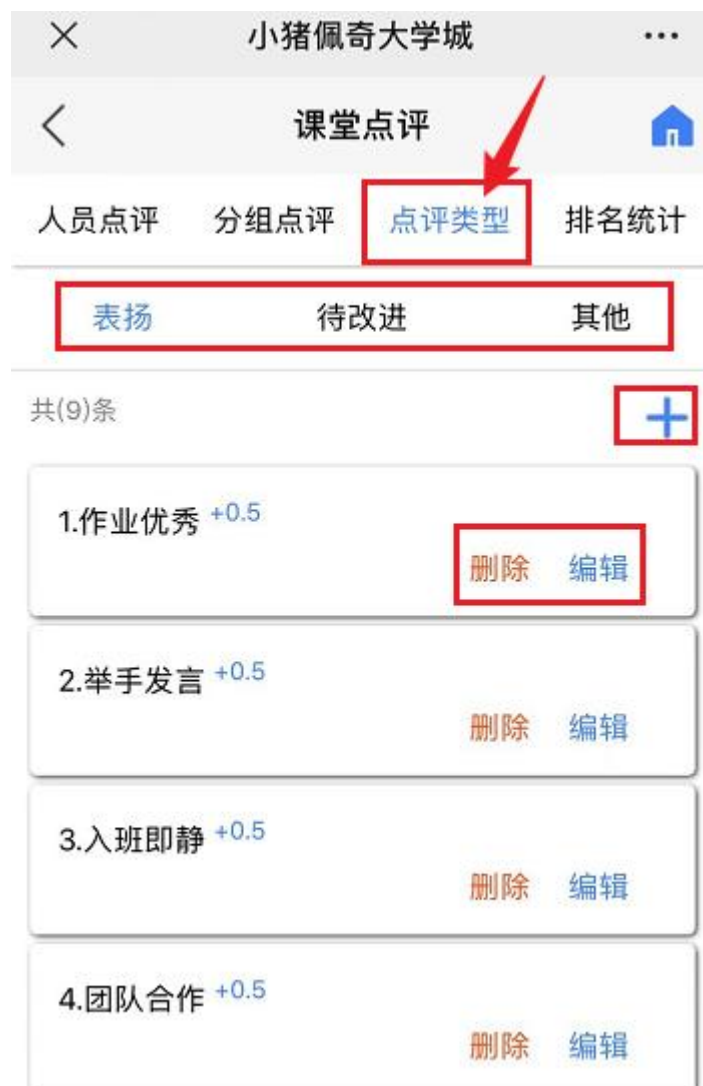 小猪佩奇大学城
课堂点评
人员点评 分组点评 点评类型 排名统计
表扬 待改进 其他
共(9)条
1.作业优秀 +0.5
删除 编辑
2.举手发言 +0.5
删除 编辑
3.入班即静 +0.5
删除 编辑
4.团队合作 +0.5
删除 编辑